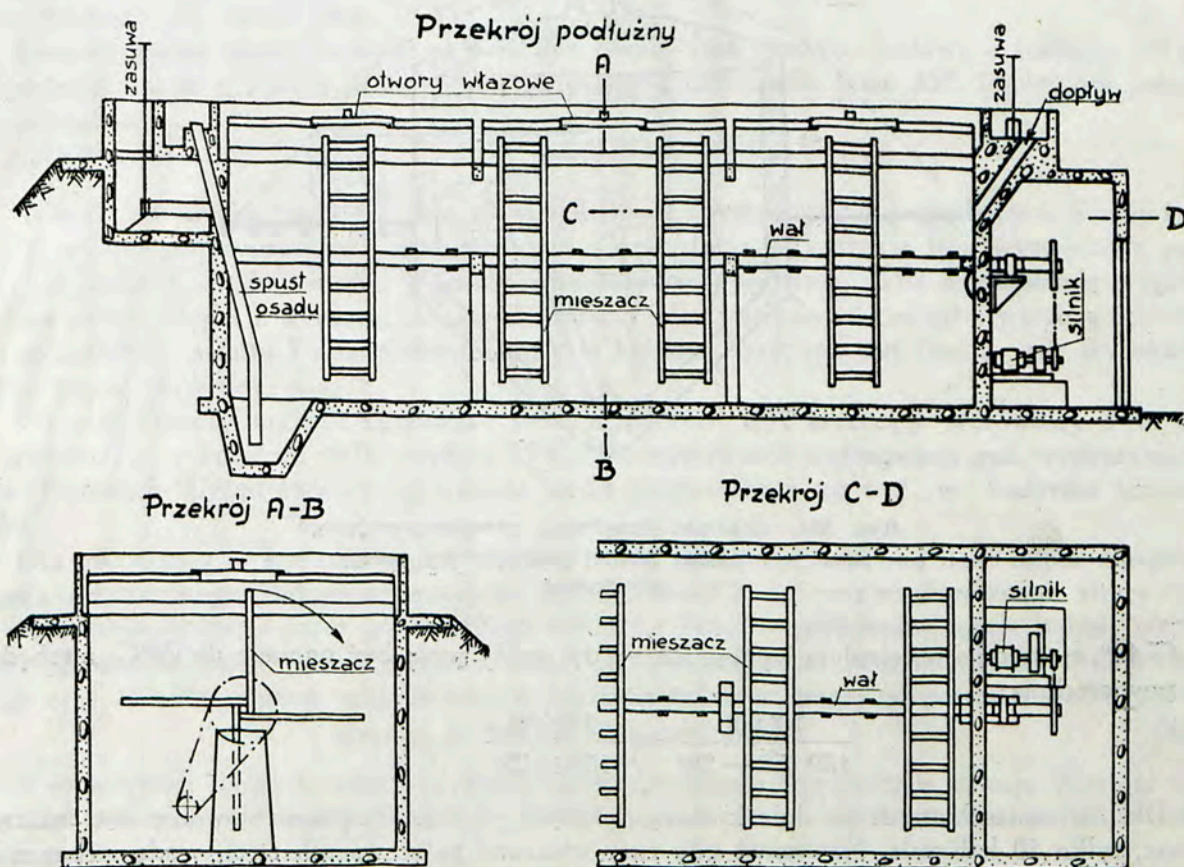 Przekrój podłużny
A
zasuwa
otwory włazowe
zasuwa
dopływ
C
D
wał
spust
osadu
mieszacz
silnik
B
Przekrój A-B
Przekrój C-D
mieszacz
mieszacz
silnik
wał